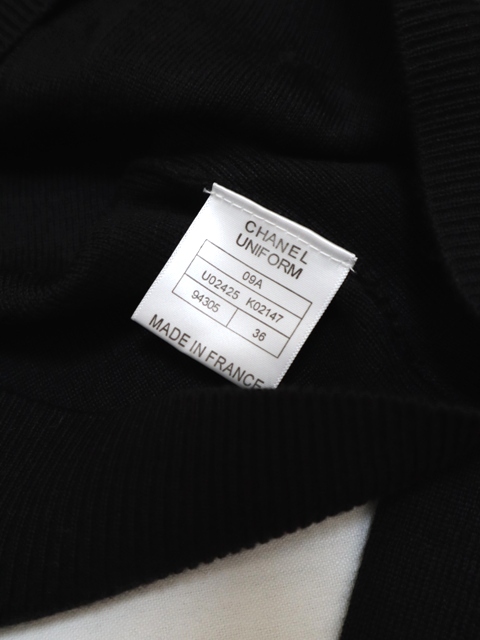 CHANEL
UNIFORM
09A
U02425 K02147
94305 36
MADE IN FRANCE